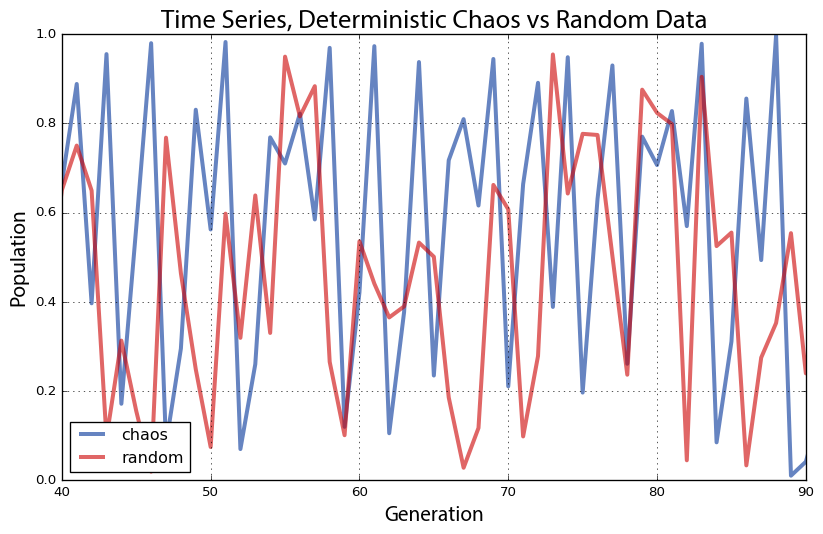 Time Series, Deterministic Chaos vs Random Data
1.0
0.8
0.6
0.4
0.2
0.0
Population
chaos
random
40
50
60
70
80
90
Generation